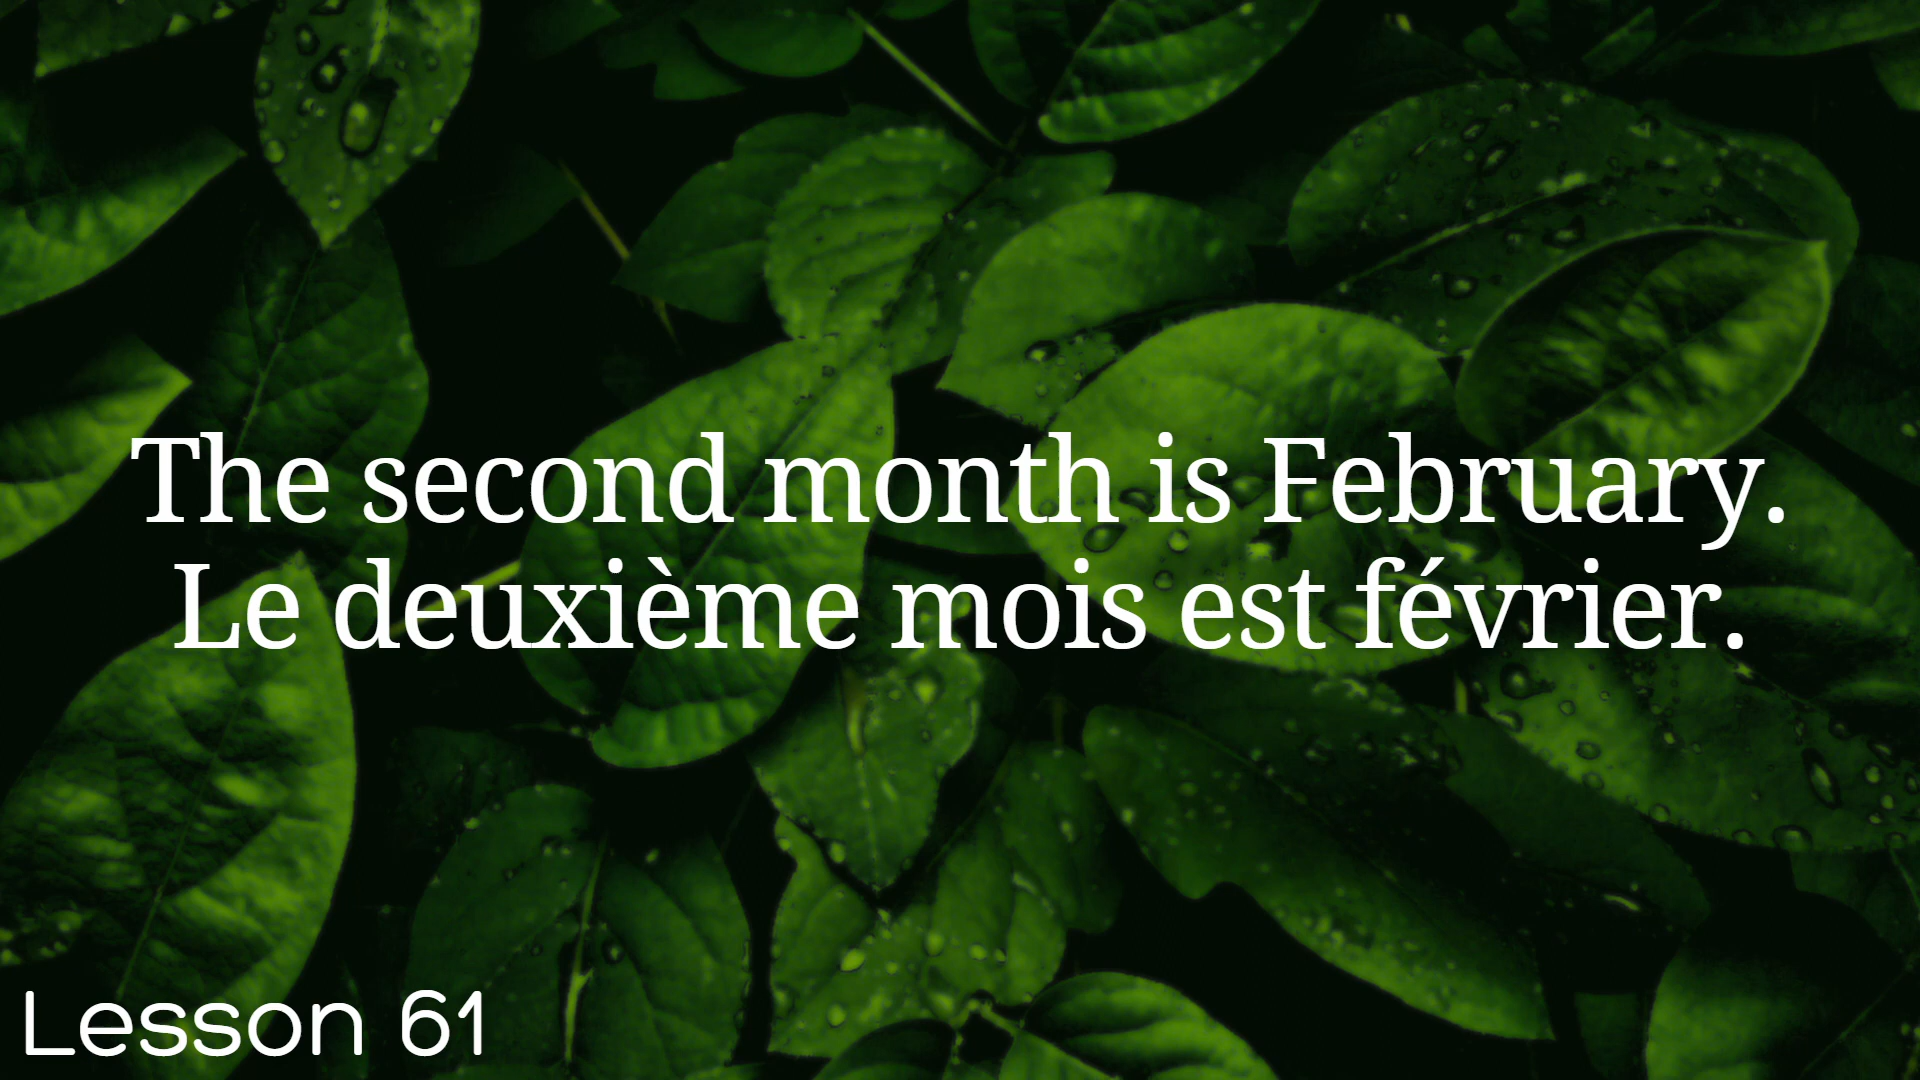 The second month is February.
Le deuxième mois est février.
Lesson 61